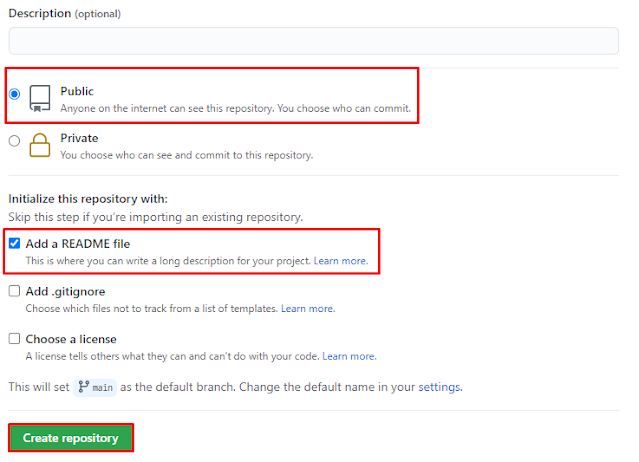 Description (optional)
Public
Anyone on the internet can see this repository. You choose who can commit.
Private
You choose who can see and commit to this repository.
Initialize this repository with:
Skip this step if you're importing an existing repository.
Add a README file
This is where you can write a long description for your project. Learn more.
Add .gitignore
Choose which files not to track from a list of templates. Learn more.
Choose a license
A license tells others what they can and can't do with your code. Learn more.
This will set main as the default branch. Change the default name in your settings.
Create repository